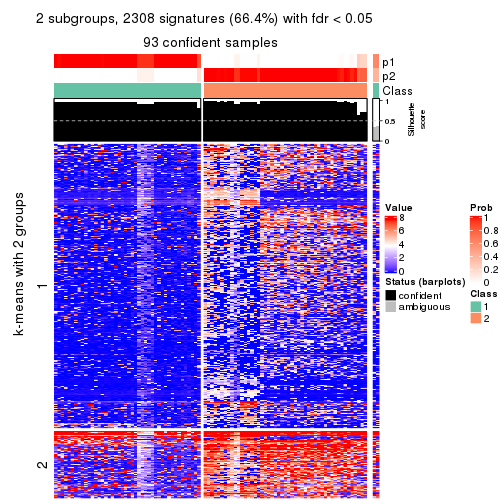 2 subgroups, 2308 signatures (66.4%) with fdr < 0.05
93 confident samples
p1
p2
Class
1
0.5
0
Silhouette
score
k-means with 2 groups
1
2
Value
8
6
4
2
0
Status (barplots)
confident
ambiguous
Prob
1
0.8
0.6
0.4
0.2
0
Class
1
2